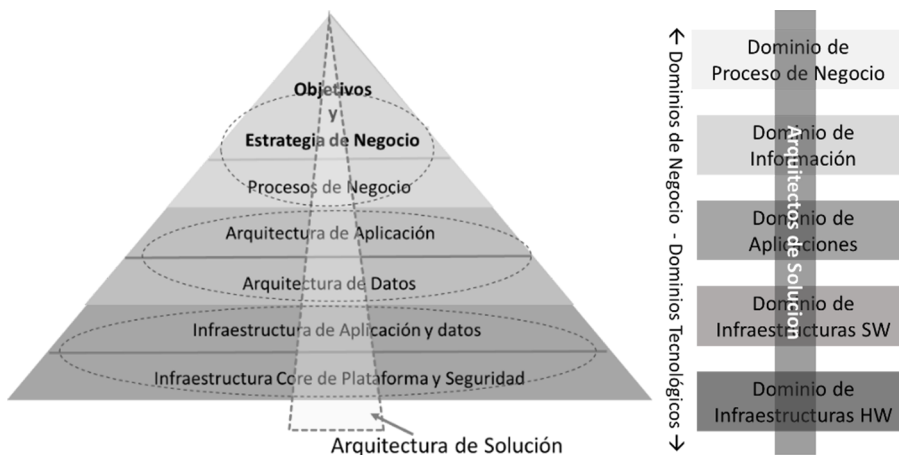 Objetivos
y
Estrategia de Negocio
Procesos de Negocio
Arquitectura de Aplicación
Arquitectura de Datos
Infraestructura de Aplicación y datos
Infraestructura Core de Plataforma y Seguridad
Arquitectura de Solución
← Dominios de Negocio - Dominios Tecnológicos →
Dominio de
Proceso de Negocio
Dominio de
Información
Dominio de
Aplicaciones
Dominio de
Infraestructuras SW
Dominio de
Infraestructuras HW
Arquitectos de Solucion